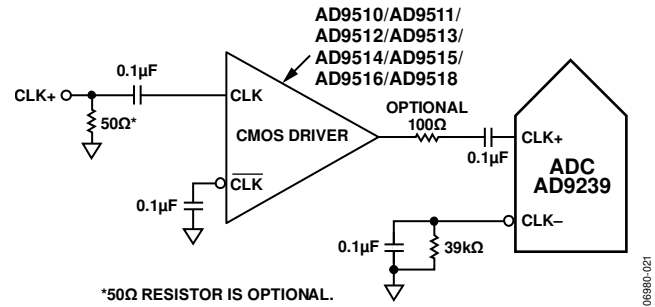 AD9510/AD9511/
AD9512/AD9513/
AD9514/AD9515/
AD9516/AD9518
0.1µF
CLK+
CLK
50Ω*
CMOS DRIVER
OPTIONAL
100Ω
0.1µF
CLK+
ADC
AD9239
0.1µF
C̅L̅K̅
CLK–
0.1µF
39kΩ
*50Ω RESISTOR IS OPTIONAL.
06980-021